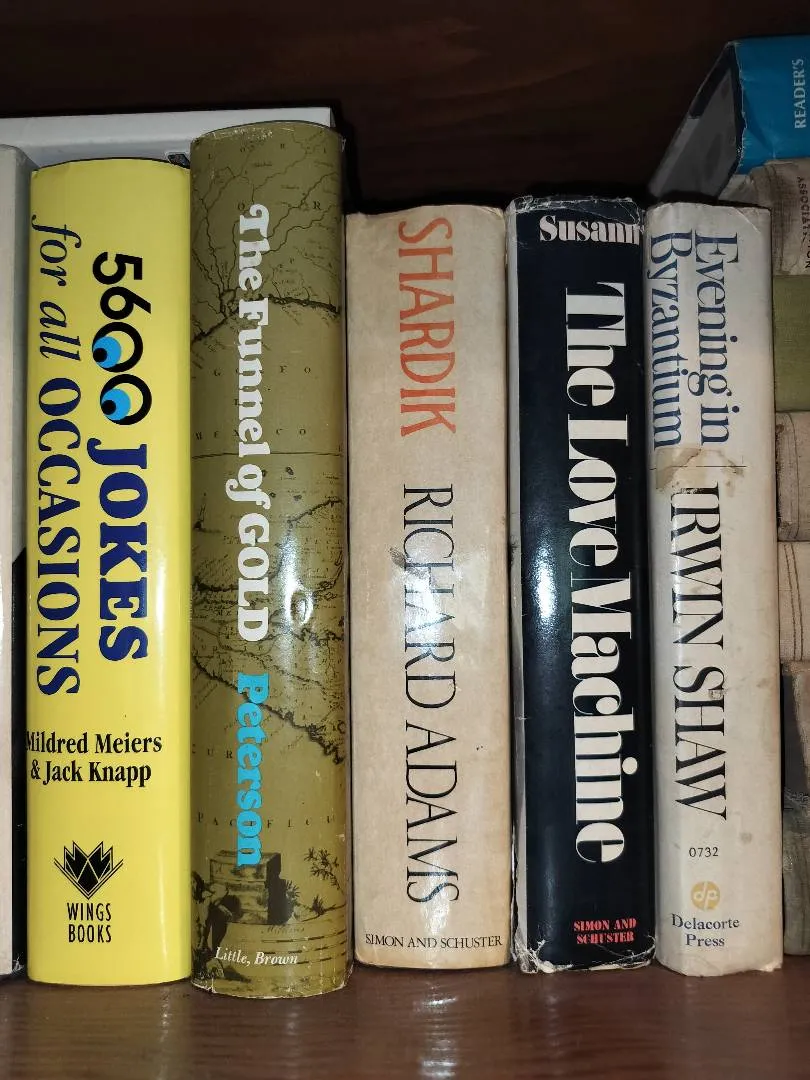 5600 JOKES
for all OCCASIONS
Mildred Meiers
& Jack Knapp
WINGS
BOOKS
The Funnel of GOLD
Peterson
Little, Brown
SHARDIK
RICHARD ADAMS
SIMON AND SCHUSTER
Susann
The Love Machine
SIMON AND
SCHUSTER
Evening in
Byzantium
IRWIN SHAW
0732
dp
Delacorte
Press
READER'S